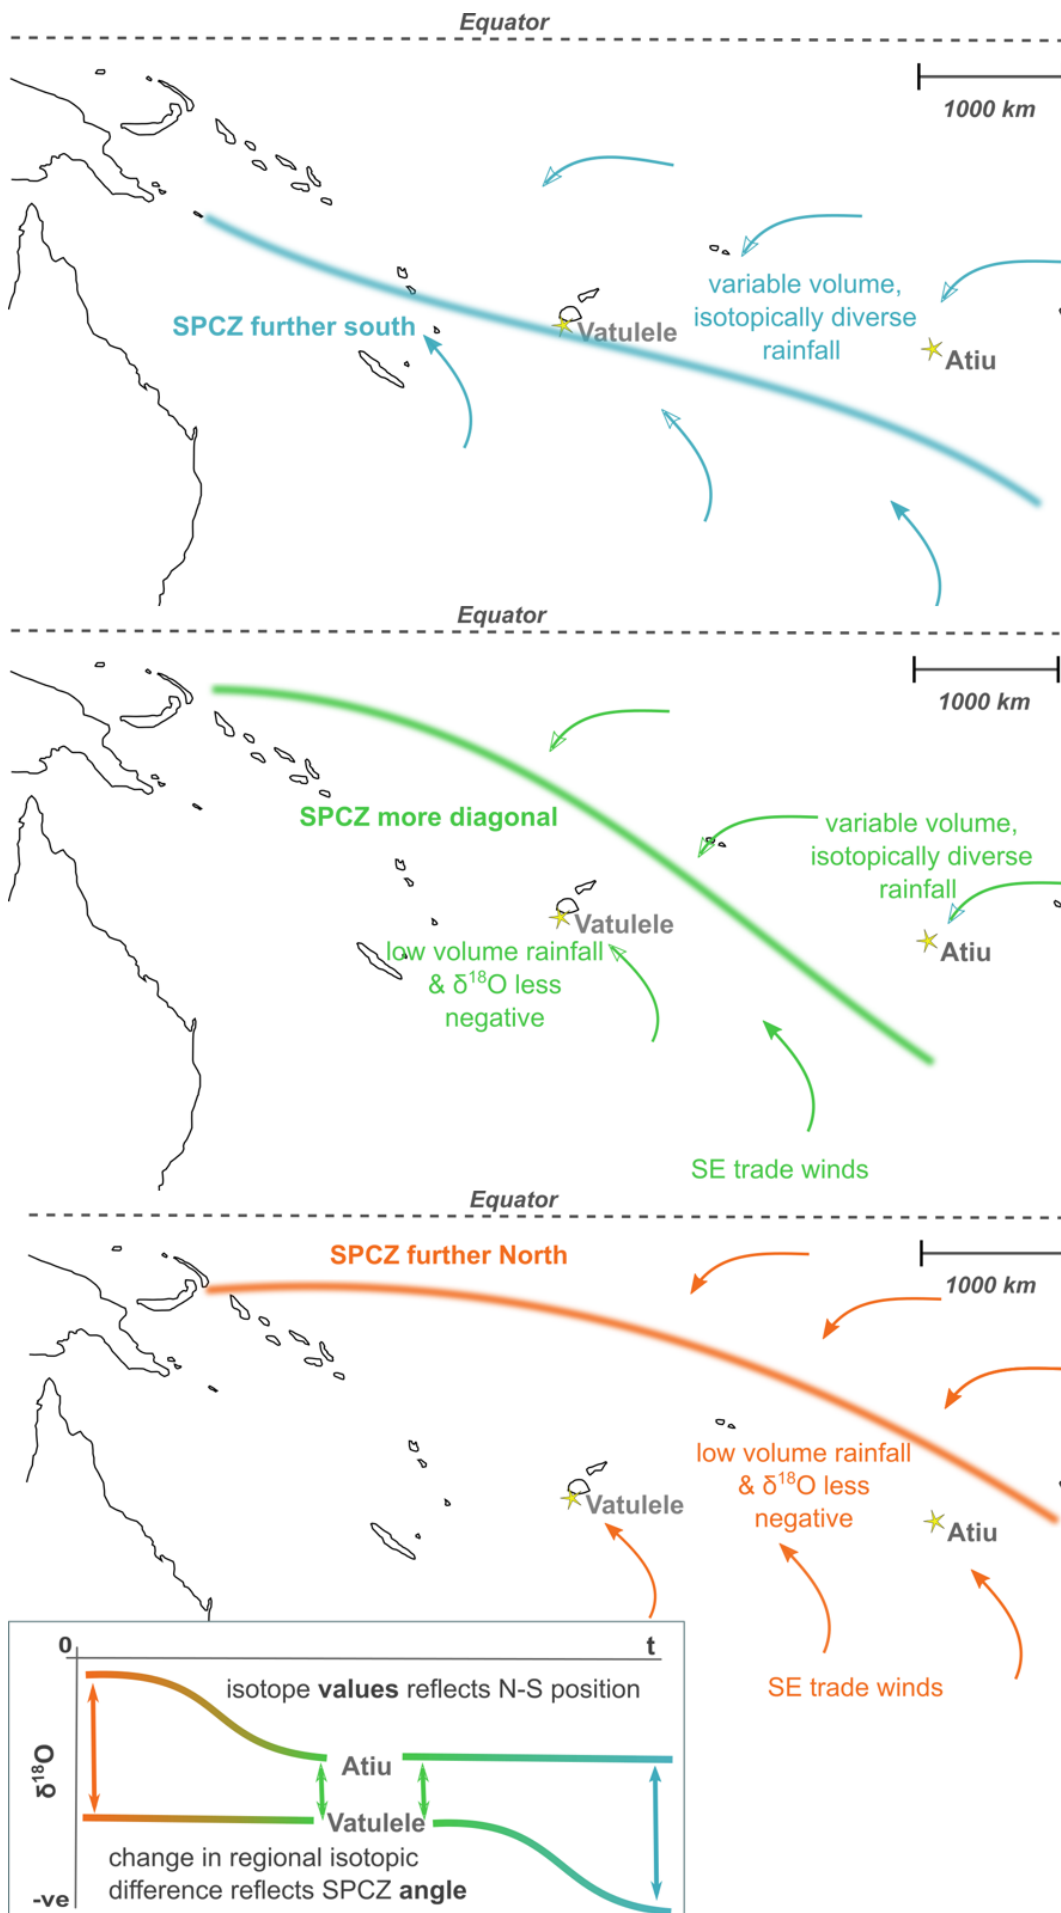 Equator
1000 km
variable volume,
isotopically diverse
rainfall
SPCZ further south
Vatulele
Atiu
Equator
1000 km
SPCZ more diagonal
variable volume,
isotopically diverse
rainfall
Vatulele
Atiu
low volume rainfall
& δ¹⁸O less
negative
SE trade winds
Equator
SPCZ further North
1000 km
low volume rainfall
& δ¹⁸O less
negative
Vatulele
Atiu
SE trade winds
0
t
isotope values reflects N-S position
δ¹⁸O
Atiu
Vatulele
change in regional isotopic
difference reflects SPCZ angle
-ve